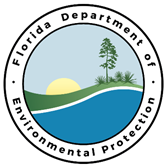 Florida Department of
Environmental Protection